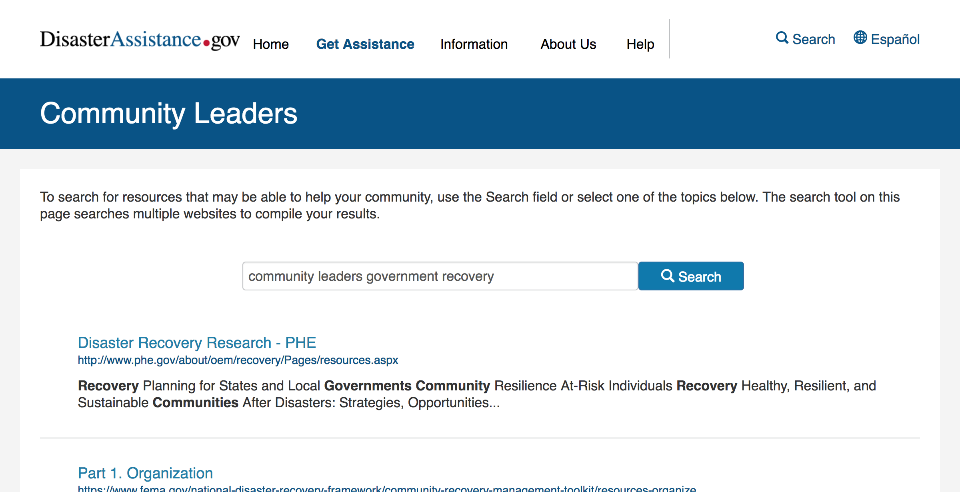 DisasterAssistance.gov Home Get Assistance Information About Us Help Search Español
Community Leaders
To search for resources that may be able to help your community, use the Search field or select one of the topics below. The search tool on this
page searches multiple websites to compile your results.
community leaders government recovery Search
Disaster Recovery Research - PHE
http://www.phe.gov/about/oem/recovery/Pages/resources.aspx
Recovery Planning for States and Local Governments Community Resilience At-Risk Individuals Recovery Healthy, Resilient, and
Sustainable Communities After Disasters: Strategies, Opportunities...
Part 1. Organization
https://www.fema.gov/national-disaster-recovery-framework/community-recovery-management-toolkit/resources-organize